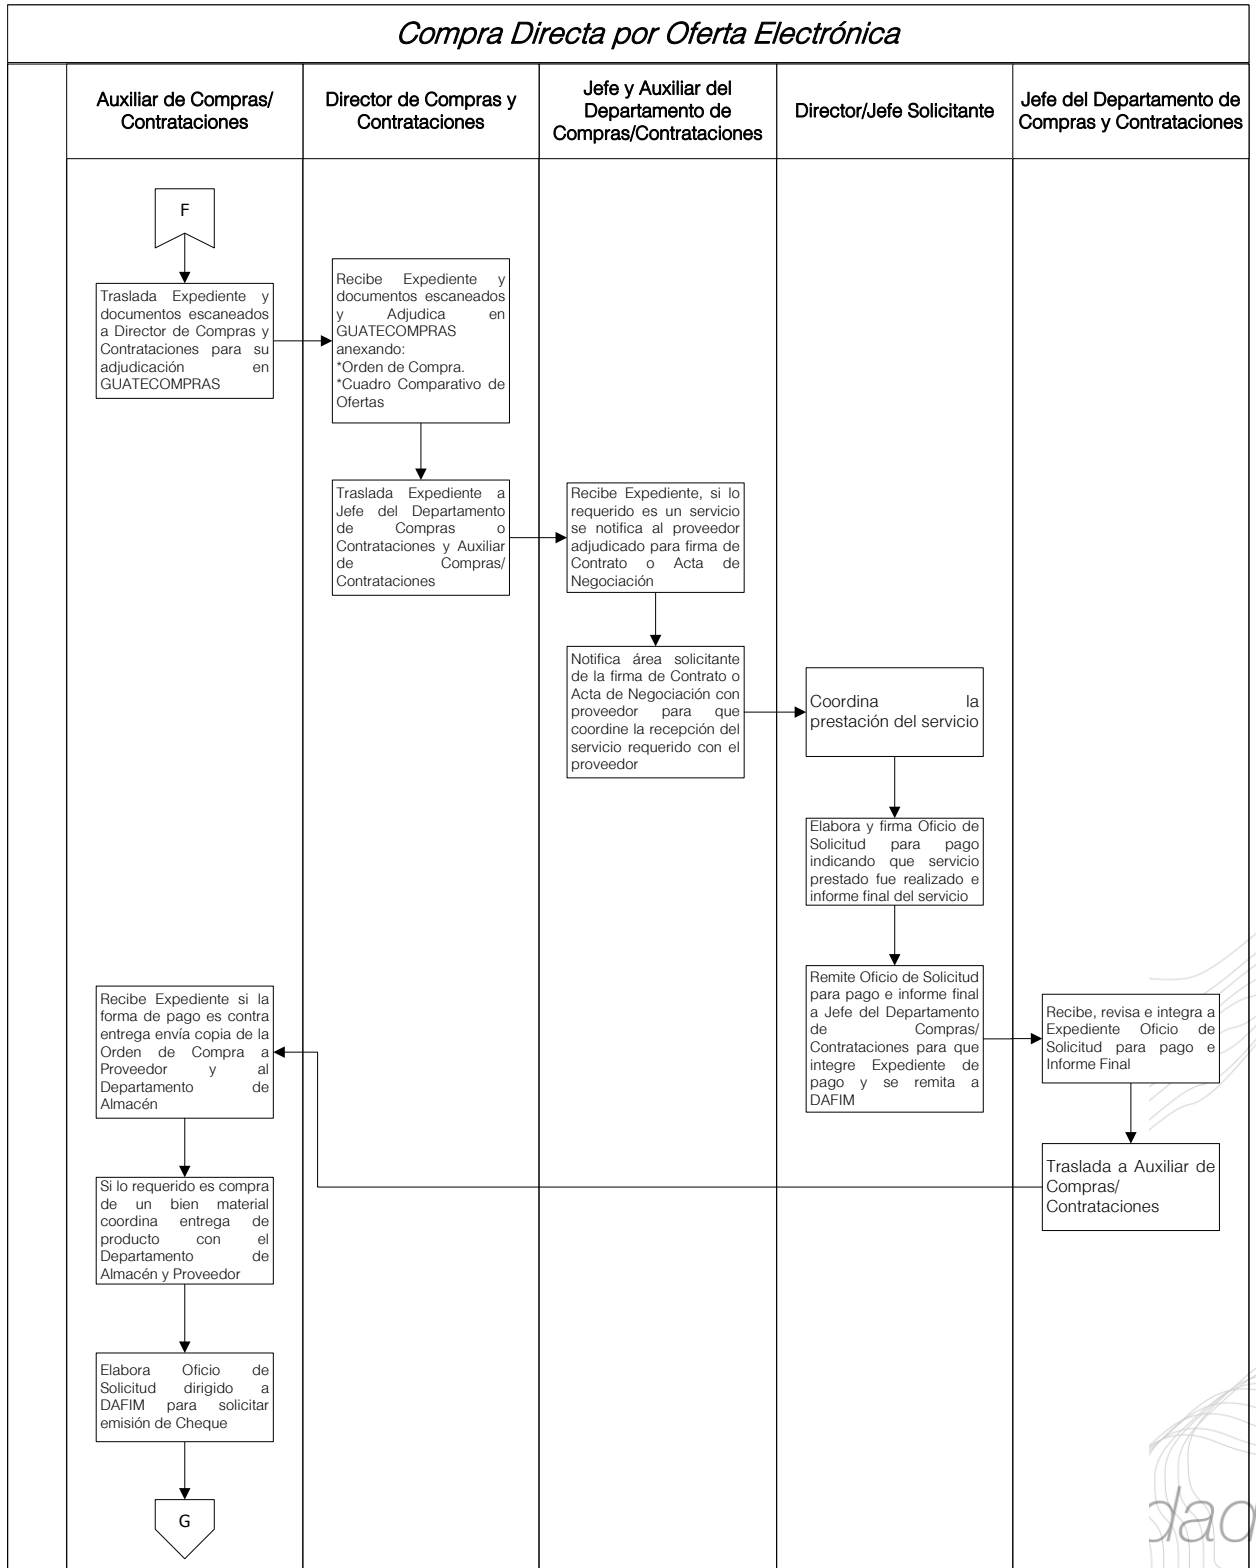 Compra Directa por Oferta Electrónica
Auxiliar de Compras/
Contrataciones
Director de Compras y
Contrataciones
Jefe y Auxiliar del
Departamento de
Compras/Contrataciones
Director/Jefe Solicitante
Jefe del Departamento de
Compras y Contrataciones
F
Traslada Expediente y
documentos escaneados
a Director de Compras y
Contrataciones para su
adjudicación en
GUATECOMPRAS
Recibe Expediente y
documentos escaneados
y Adjudica en
GUATECOMPRAS
anexando:
*Orden de Compra.
*Cuadro Comparativo de
Ofertas
Traslada Expediente a
Jefe del Departamento
de Compras o
Contrataciones y Auxiliar
de Compras/
Contrataciones
Recibe Expediente, si lo
requerido es un servicio
se notifica al proveedor
adjudicado para firma de
Contrato o Acta de
Negociación
Notifica área solicitante
de la firma de Contrato o
Acta de Negociación con
proveedor para que
coordine la recepción del
servicio requerido con el
proveedor
Coordina la
prestación del servicio
Elabora y firma Oficio de
Solicitud para pago
indicando que servicio
prestado fue realizado e
informe final del servicio
Remite Oficio de Solicitud
para pago e informe final
a Jefe del Departamento
de Compras/
Contrataciones para que
integre Expediente de
pago y se remita a
DAFIM
Recibe, revisa e integra a
Expediente Oficio de
Solicitud para pago e
Informe Final
Traslada a Auxiliar de
Compras/
Contrataciones
Recibe Expediente si la
forma de pago es contra
entrega envía copia de la
Orden de Compra a
Proveedor y al
Departamento de
Almacén
Si lo requerido es compra
de un bien material
coordina entrega de
producto con el
Departamento de
Almacén y Proveedor
Elabora Oficio de
Solicitud dirigido a
DAFIM para solicitar
emisión de Cheque
G
dad